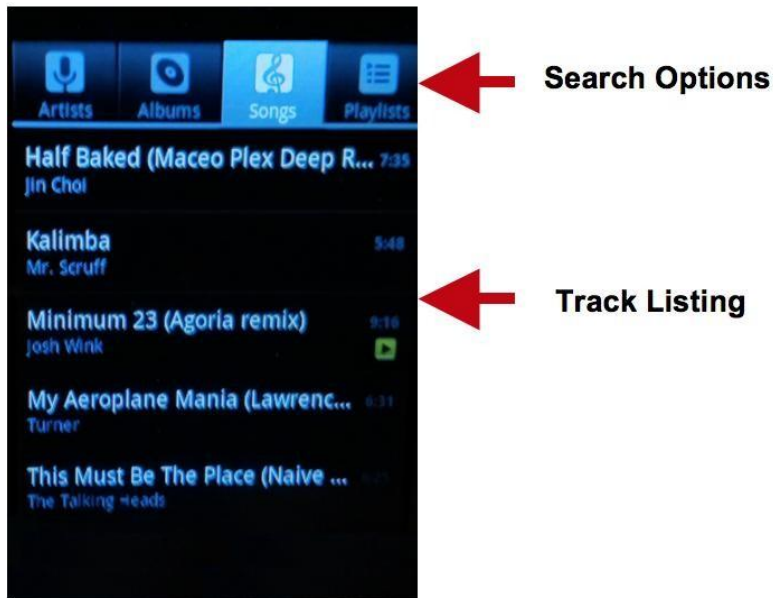 Artists Albums Songs Playlists
Search Options
Half Baked (Maceo Plex Deep R... 7:35
Jin Choi
Kalimba 5:48
Mr. Scruff
Track Listing
Minimum 23 (Agoria remix) 9:16
Josh Wink
My Aeroplane Mania (Lawrenc... 6:31
Turner
This Must Be The Place (Naive ...
The Talking Heads